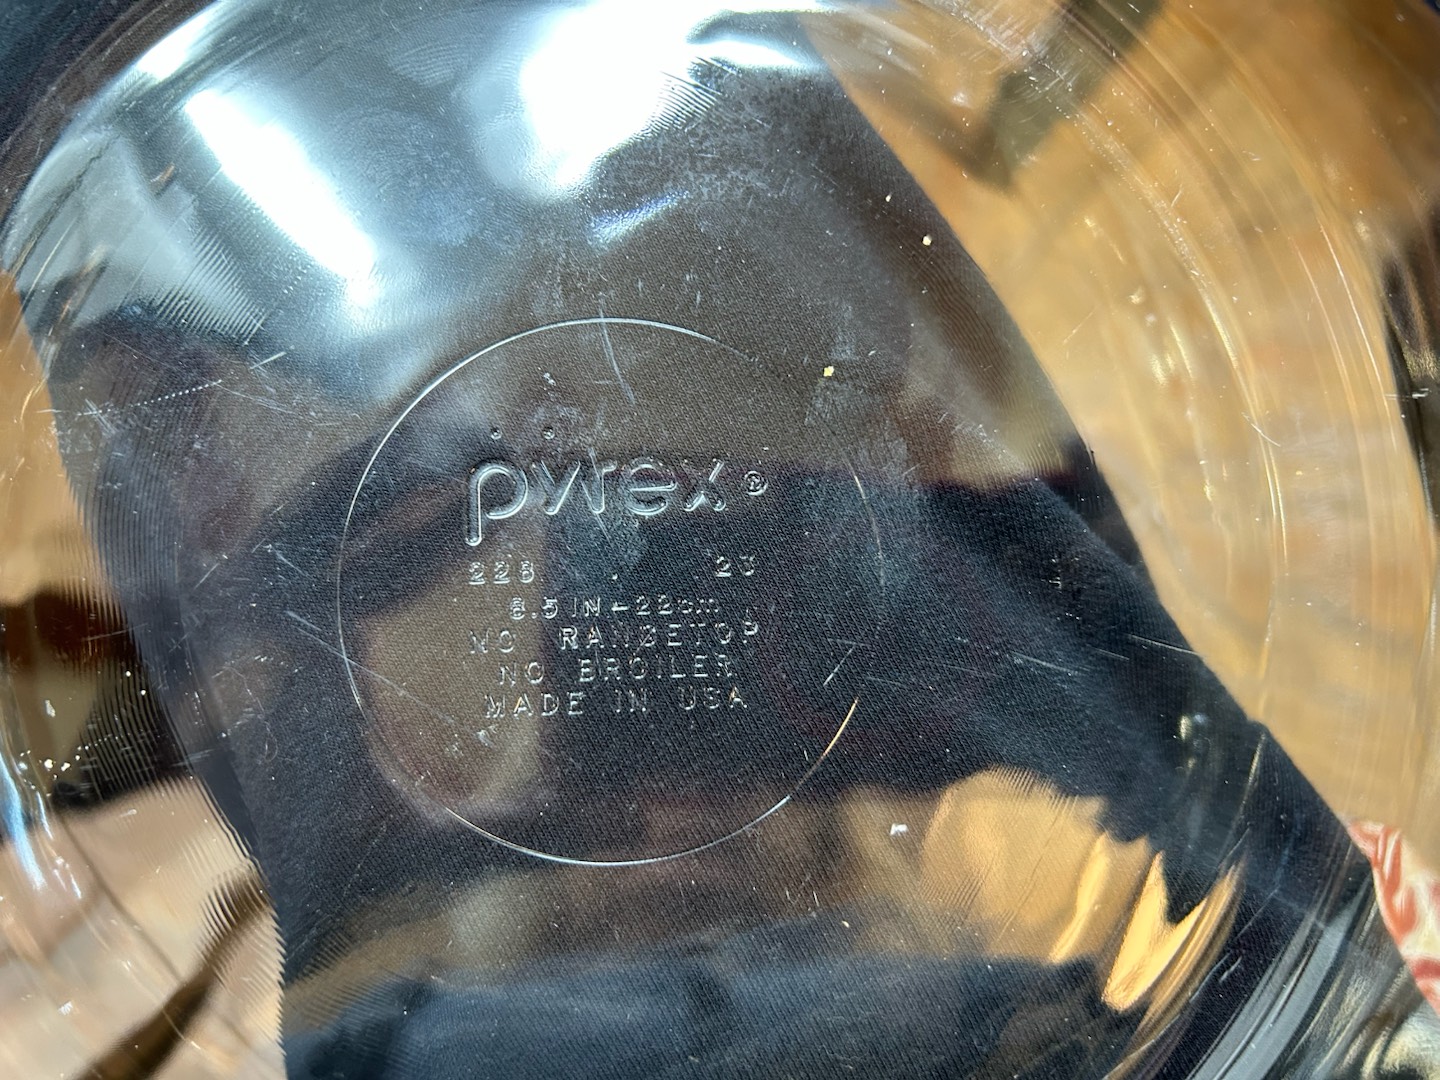 pyrex®
228 23
8.5 IN-22cm
NO RANGETOP
NO BROILER
MADE IN USA